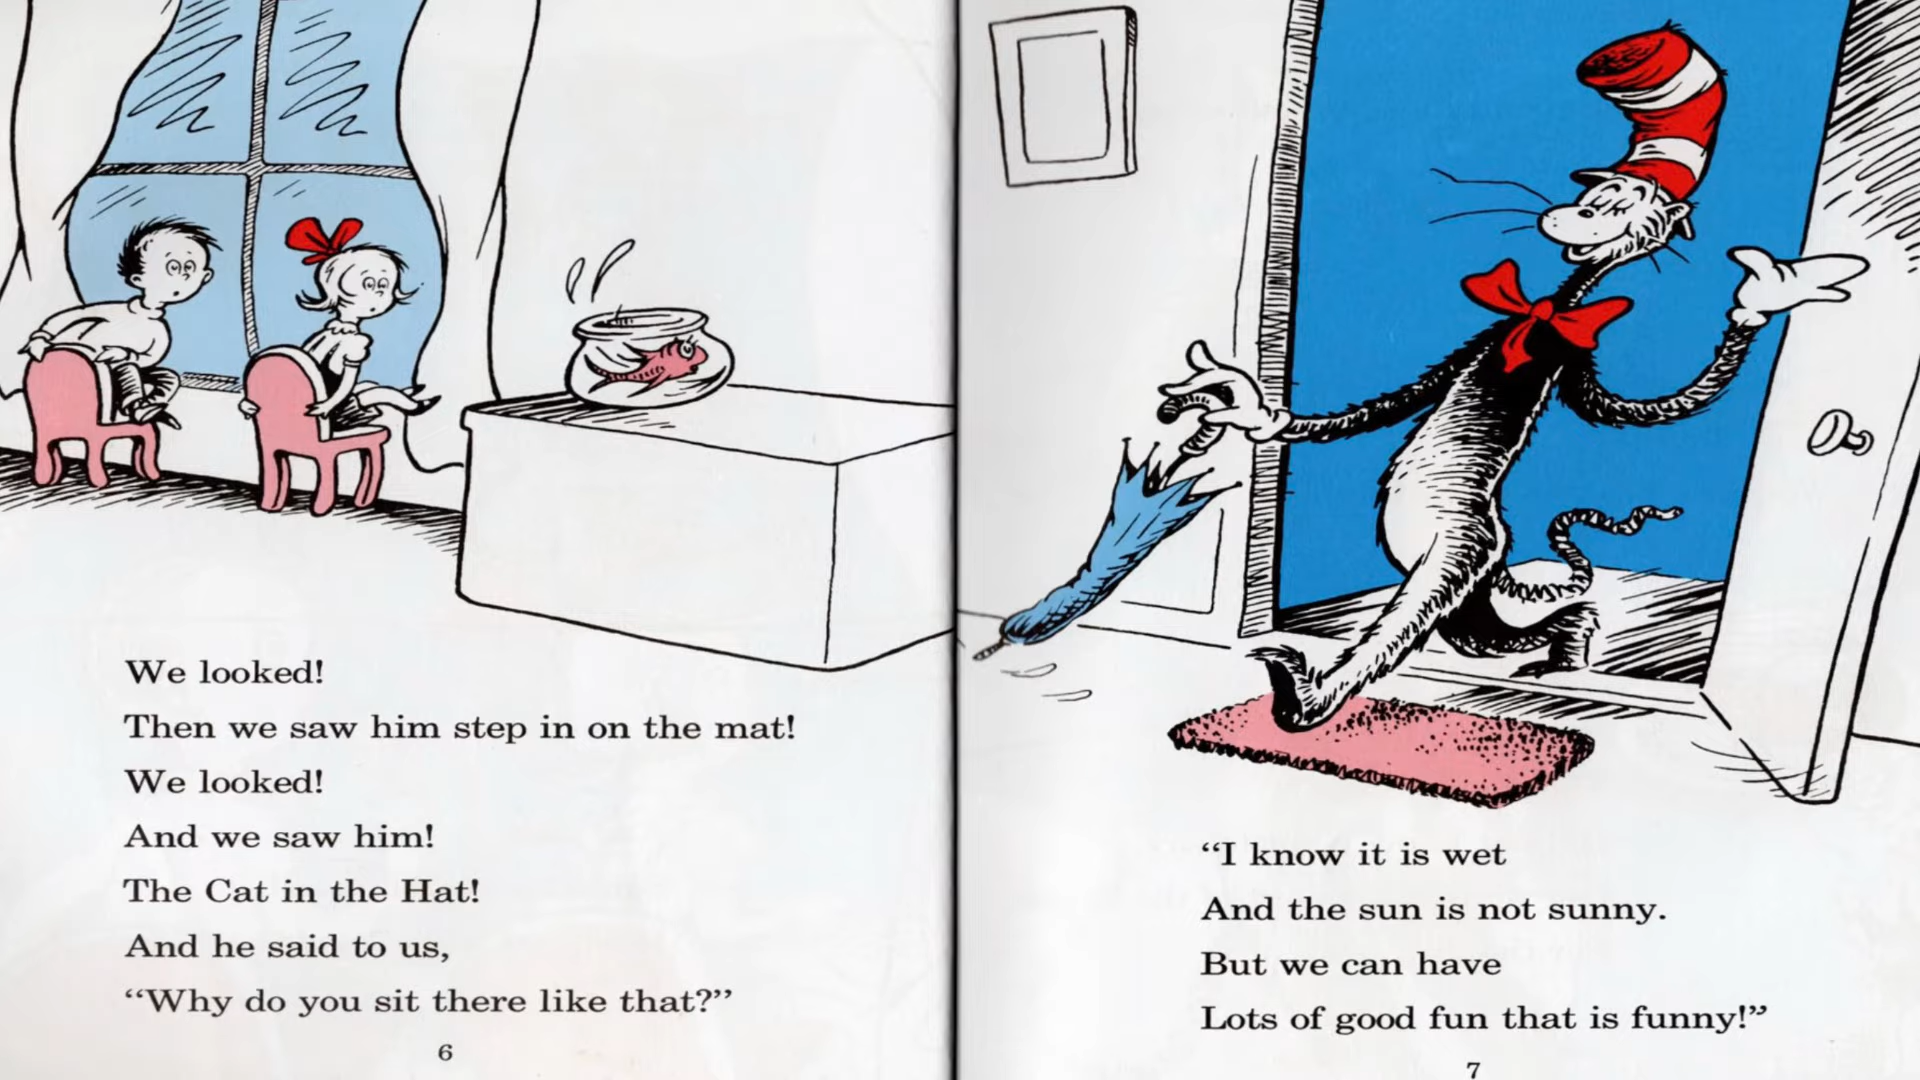 We looked!
Then we saw him step in on the mat!
We looked!
And we saw him!
The Cat in the Hat!
And he said to us,
“Why do you sit there like that?”
6
“I know it is wet
And the sun is not sunny.
But we can have
Lots of good fun that is funny!”
7